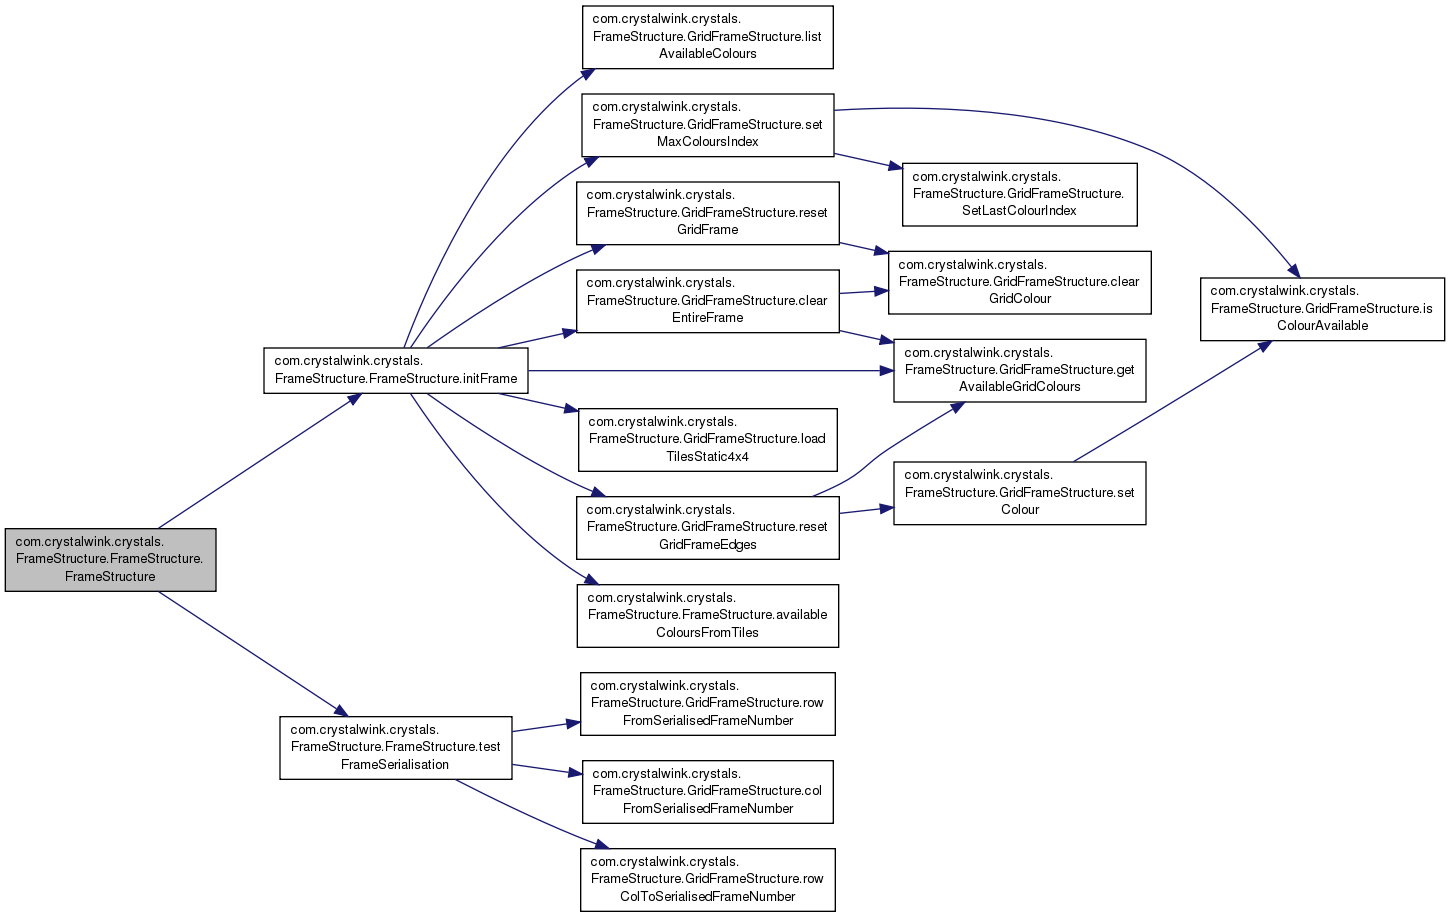 com.crystalwink.crystals.
FrameStructure.GridFrameStructure.list
AvailableColours
com.crystalwink.crystals.
FrameStructure.GridFrameStructure.set
MaxColoursIndex
com.crystalwink.crystals.
FrameStructure.GridFrameStructure.
SetLastColourIndex
com.crystalwink.crystals.
FrameStructure.GridFrameStructure.reset
GridFrame
com.crystalwink.crystals.
FrameStructure.GridFrameStructure.clear
GridColour
com.crystalwink.crystals.
FrameStructure.GridFrameStructure.clear
EntireFrame
com.crystalwink.crystals.
FrameStructure.GridFrameStructure.is
ColourAvailable
com.crystalwink.crystals.
FrameStructure.FrameStructure.initFrame
com.crystalwink.crystals.
FrameStructure.GridFrameStructure.get
AvailableGridColours
com.crystalwink.crystals.
FrameStructure.GridFrameStructure.load
TilesStatic4x4
com.crystalwink.crystals.
FrameStructure.GridFrameStructure.set
Colour
com.crystalwink.crystals.
FrameStructure.GridFrameStructure.reset
GridFrameEdges
com.crystalwink.crystals.
FrameStructure.FrameStructure.
FrameStructure
com.crystalwink.crystals.
FrameStructure.FrameStructure.available
ColoursFromTiles
com.crystalwink.crystals.
FrameStructure.GridFrameStructure.row
FromSerialisedFrameNumber
com.crystalwink.crystals.
FrameStructure.FrameStructure.test
FrameSerialisation
com.crystalwink.crystals.
FrameStructure.GridFrameStructure.col
FromSerialisedFrameNumber
com.crystalwink.crystals.
FrameStructure.GridFrameStructure.row
ColToSerialisedFrameNumber